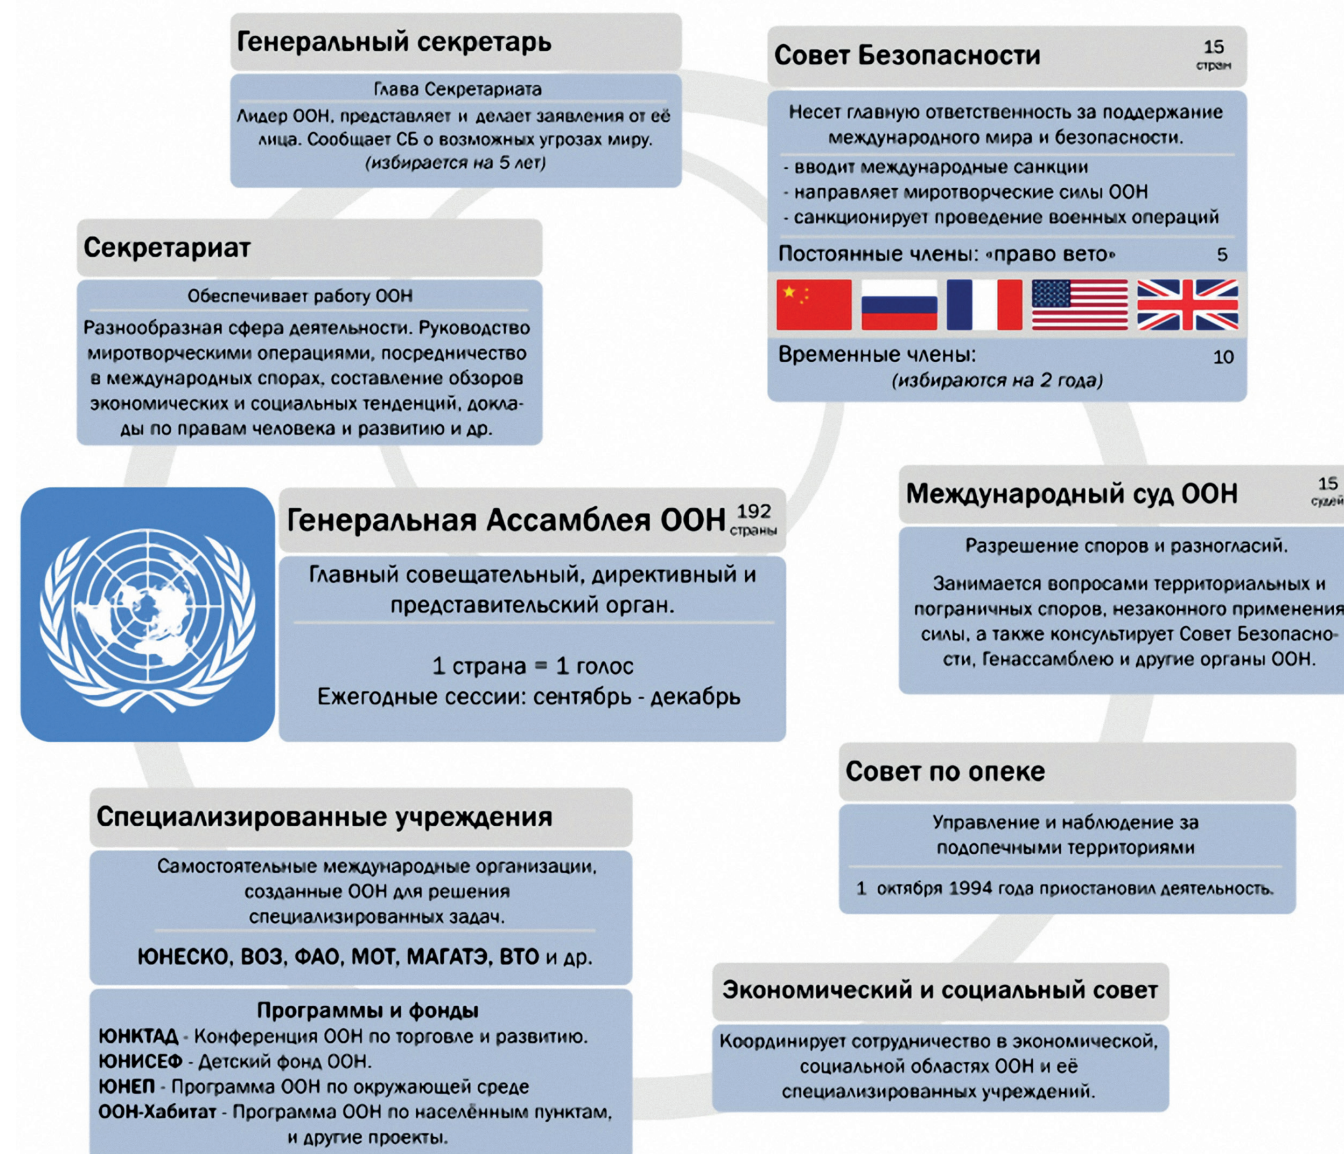 Генеральный секретарь
Глава Секретариата
Лидер ООН, представляет и делает заявления от её
лица. Сообщает СБ о возможных угрозах миру.
(избирается на 5 лет)
Совет Безопасности
15
стран
Несет главную ответственность за поддержание
международного мира и безопасности.
- вводит международные санкции
- направляет миротворческие силы ООН
- санкционирует проведение военных операций
Постоянные члены: «право вето» 5
Временные члены: 10
(избираются на 2 года)
Секретариат
Обеспечивает работу ООН
Разнообразная сфера деятельности. Руководство
миротворческими операциями, посредничество
в международных спорах, составление обзоров
экономических и социальных тенденций, докла-
ды по правам человека и развитию и др.
Генеральная Ассамблея ООН
192
страны
Главный совещательный, директивный и
представительский орган.
1 страна = 1 голос
Ежегодные сессии: сентябрь - декабрь
Международный суд ООН
15
судей
Разрешение споров и разногласий.
Занимается вопросами территориальных и
пограничных споров, незаконного применения
силы, а также консультирует Совет Безопасно-
сти, Генассамблею и другие органы ООН.
Совет по опеке
Управление и наблюдение за
подопечными территориями
1 октября 1994 года приостановил деятельность.
Специализированные учреждения
Самостоятельные международные организации,
созданные ООН для решения
специализированных задач.
ЮНЕСКО, ВОЗ, ФАО, МОТ, МАГАТЭ, ВТО и др.
Программы и фонды
ЮНКТАД - Конференция ООН по торговле и развитию.
ЮНИСЕФ - Детский фонд ООН.
ЮНЕП - Программа ООН по окружающей среде
ООН-Хабитат - Программа ООН по населённым пунктам,
и другие проекты.
Экономический и социальный совет
Координирует сотрудничество в экономической,
социальной областях ООН и её
специализированных учреждений.